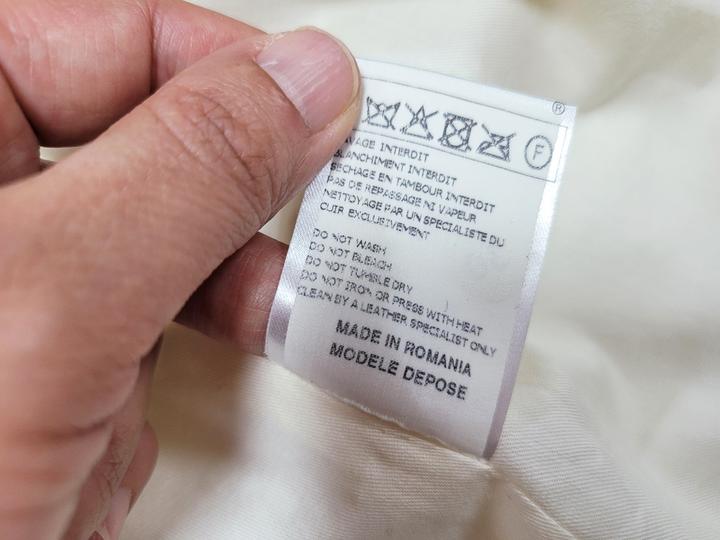 ®
F
LAVAGE INTERDIT
BLANCHIMENT INTERDIT
SECHAGE EN TAMBOUR INTERDIT
PAS DE REPASSAGE NI VAPEUR
NETTOYAGE PAR UN SPECIALISTE DU
CUIR EXCLUSIVEMENT
DO NOT WASH
DO NOT BLEACH
DO NOT TUMBLE DRY
DO NOT IRON OR PRESS WITH HEAT
CLEAN BY A LEATHER SPECIALIST ONLY
MADE IN ROMANIA
MODELE DEPOSE